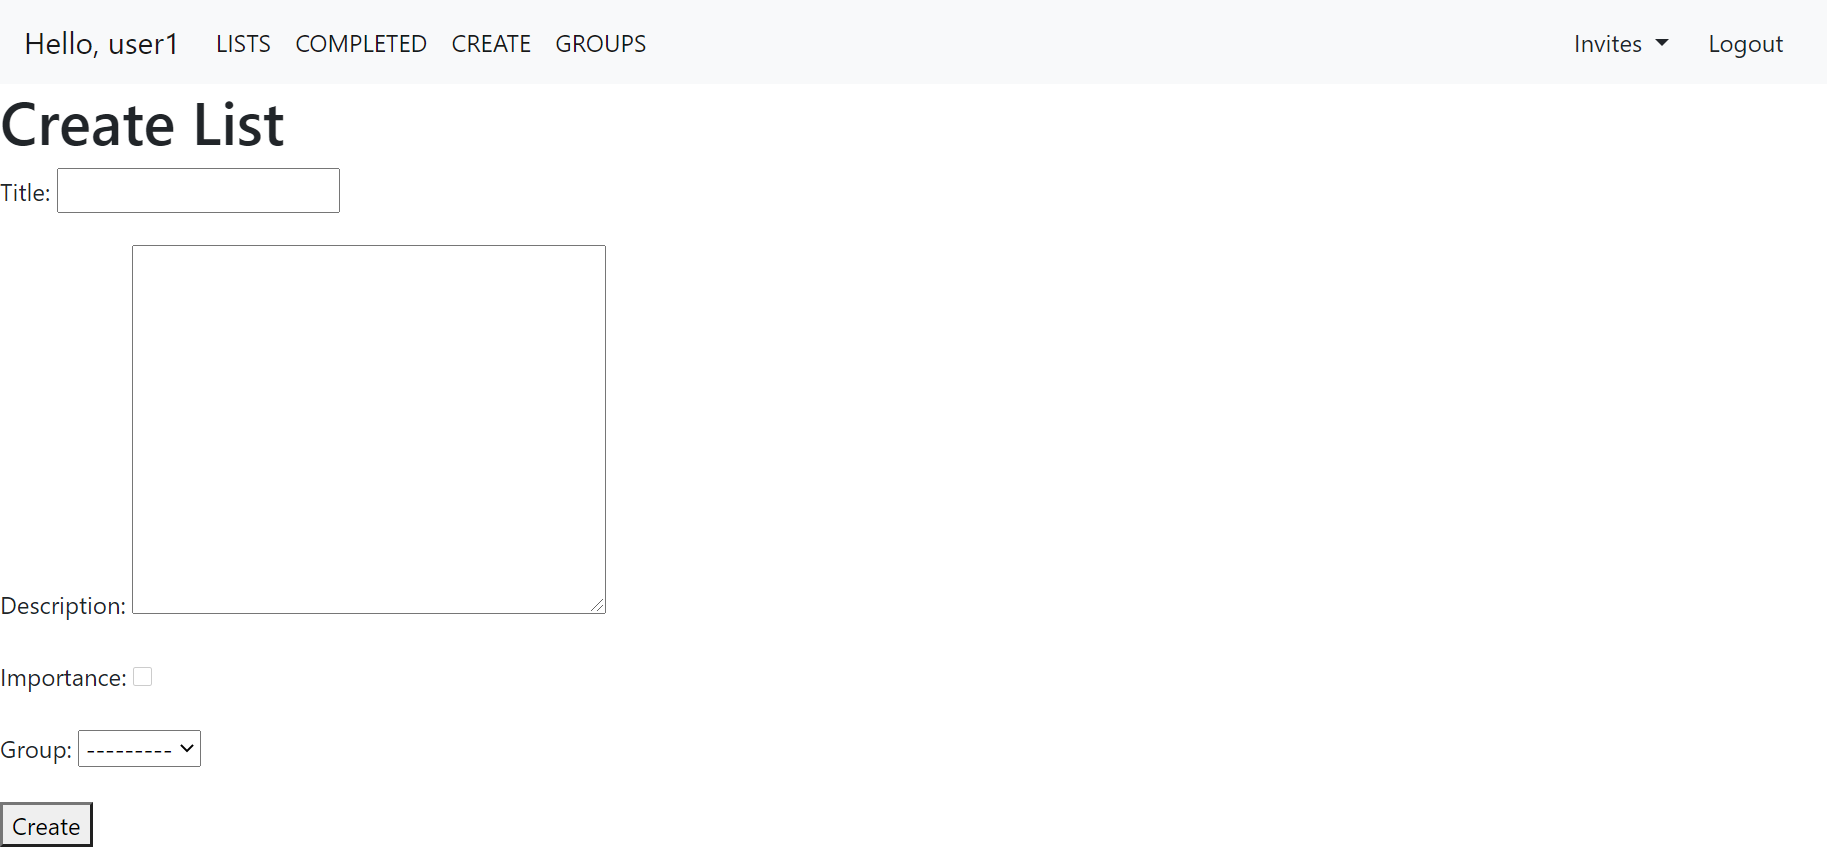 Hello, user1 LISTS COMPLETED CREATE GROUPS Invites Logout
Create List
Title:
Description:
Importance:
Group: ---------
Create